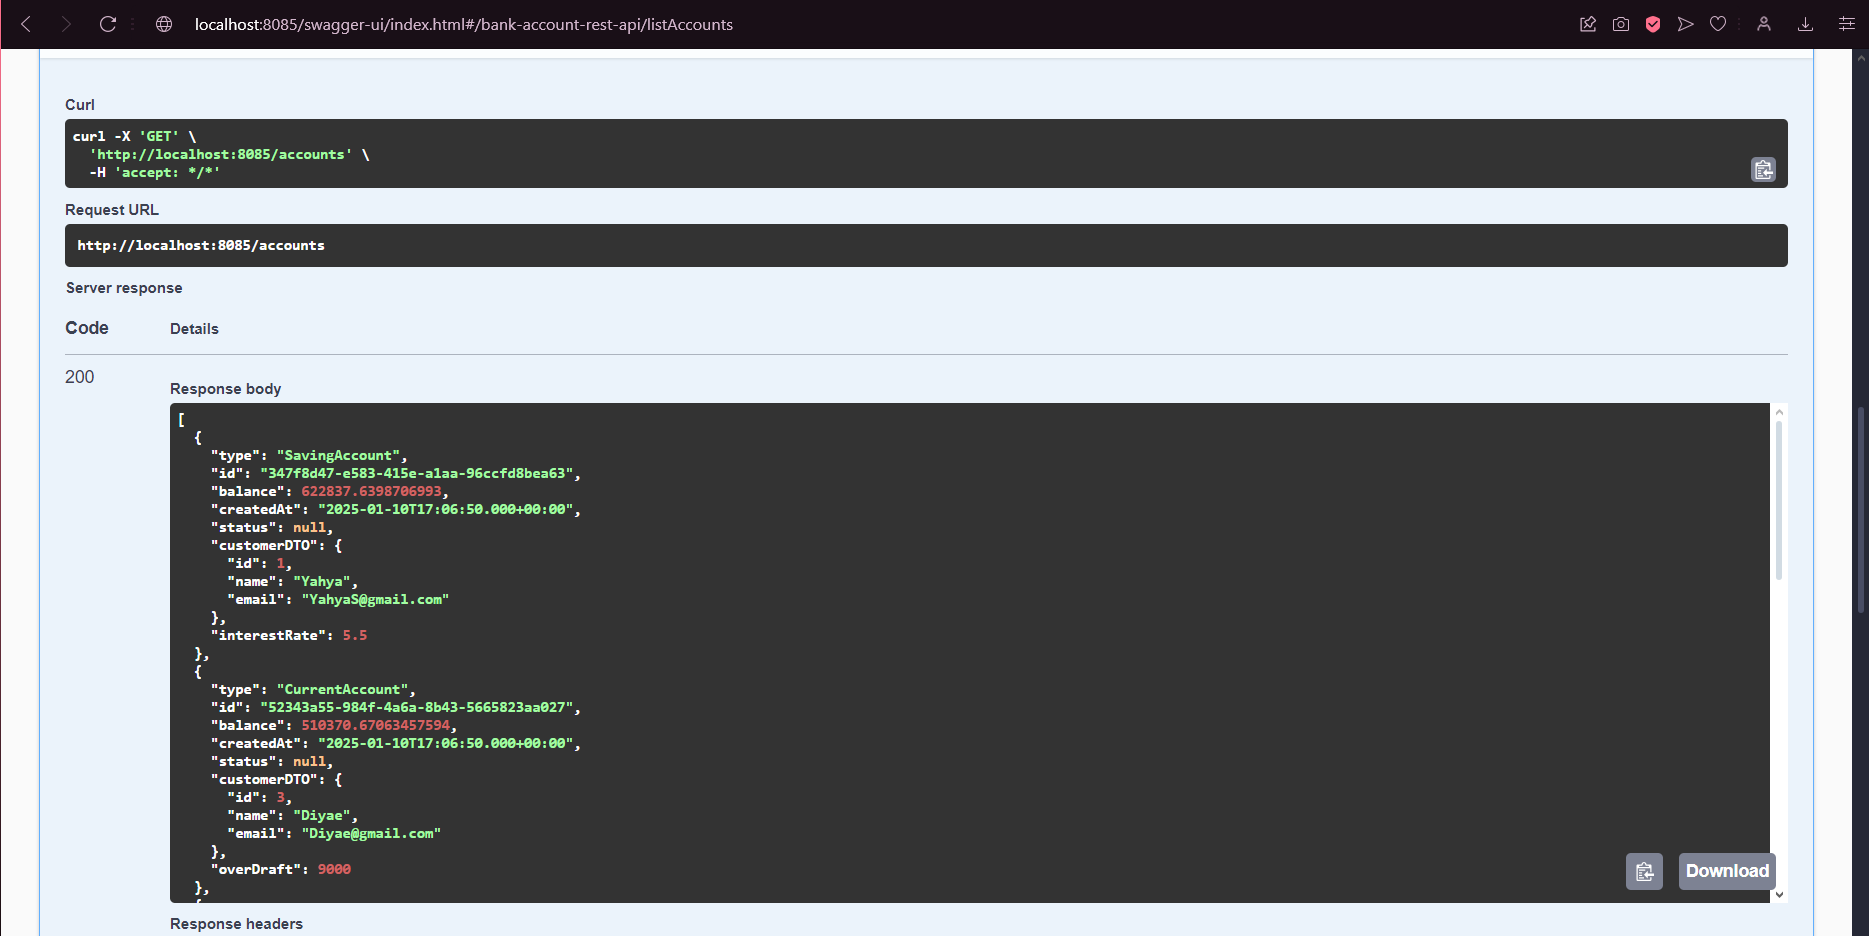 localhost:8085/swagger-ui/index.html#/bank-account-rest-api/listAccounts
Curl
curl -X 'GET' \
  'http://localhost:8085/accounts' \
  -H 'accept: */*'
Request URL
http://localhost:8085/accounts
Server response
Code Details
200
Response body
[
  {
    "type": "SavingAccount",
    "id": "347f8d47-e583-415e-a1aa-96ccfd8bea63",
    "balance": 622837.6398706993,
    "createdAt": "2025-01-10T17:06:50.000+00:00",
    "status": null,
    "customerDTO": {
      "id": 1,
      "name": "Yahya",
      "email": "YahyaS@gmail.com"
    },
    "interestRate": 5.5
  },
  {
    "type": "CurrentAccount",
    "id": "52343a55-984f-4a6a-8b43-5665823aa027",
    "balance": 510370.67063457594,
    "createdAt": "2025-01-10T17:06:50.000+00:00",
    "status": null,
    "customerDTO": {
      "id": 3,
      "name": "Diyae",
      "email": "Diyae@gmail.com"
    },
    "overDraft": 9000
  },
  {
Download
Response headers